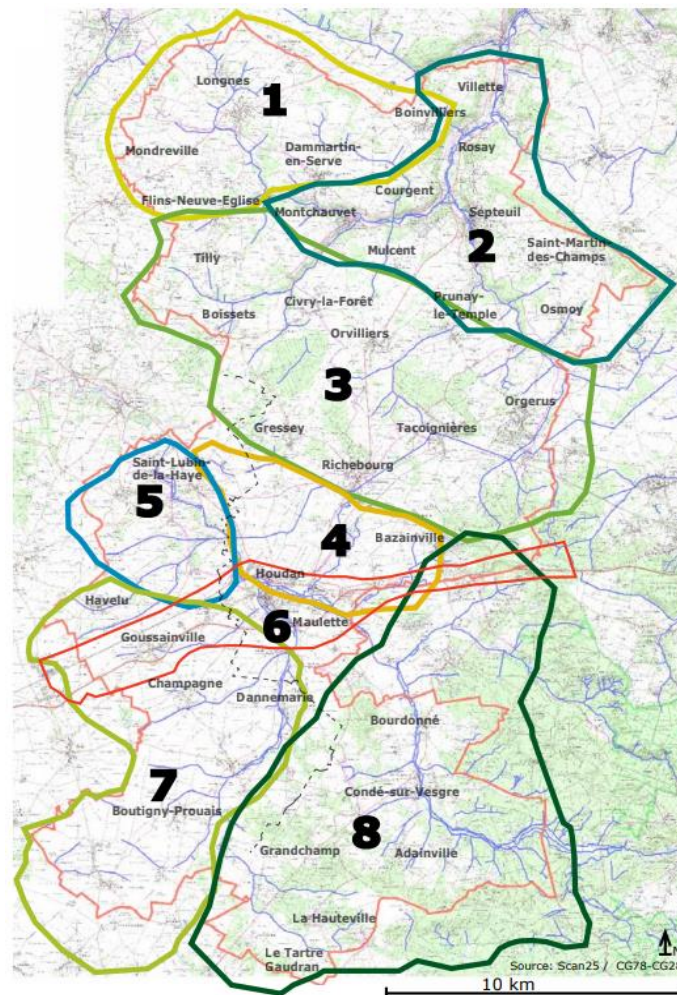 Longnes
Villette
1
Boinvilliers
Mondreville
Dammartin-
en-Serve
Rosay
Flins-Neuve-Eglise
Courgent
Montchauvet
Septeuil
2
Saint-Martin-
des-Champs
Tilly
Mulcent
Boissets
Civry-la-Forêt
Prunay-
le-Temple
Osmoy
Orvilliers
3
Orgerus
Gressey
Tacoignières
Richebourg
Saint-Lubin-
de-la-Haye
5
4
Bazainville
Houdan
Havelu
6
Maulette
Goussainville
Champagne
Dannemarie
Bourdonné
7
Condé-sur-Vesgre
Boutigny-Prouais
8
Grandchamp
Adainville
La Hauteville
Le Tartre
Gaudran
N
Source: Scan25 / CG78-CG28
10 km